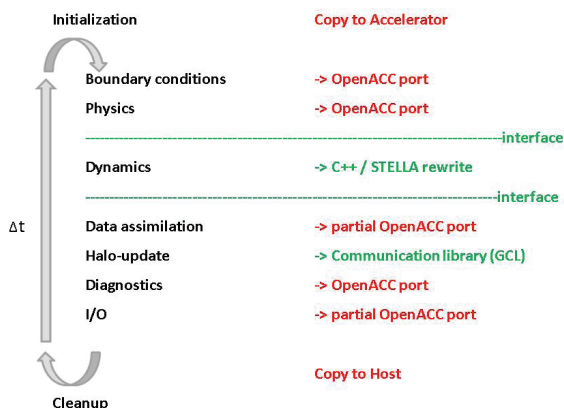 Initialization Copy to Accelerator
Boundary conditions -> OpenACC port
Physics -> OpenACC port
interface
Dynamics -> C++ / STELLA rewrite
interface
Data assimilation -> partial OpenACC port
Δt
Halo-update -> Communication library (GCL)
Diagnostics -> OpenACC port
I/O -> partial OpenACC port
Copy to Host
Cleanup